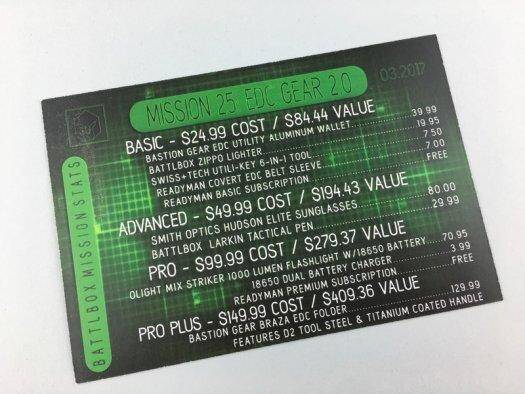 MISSION 25 EDC GEAR 2.0
03.2017
BATTLBOX MISSION STATS
BASIC - $24.99 COST / $84.44 VALUE
BASTION GEAR EDC UTILITY ALUMINUM WALLET 39.99
BATTLBOX ZIPPO LIGHTER 19.95
SWISS+TECH UTILI-KEY 6-IN-1 TOOL 7.50
READYMAN COVERT EDC BELT SLEEVE 7.00
READYMAN BASIC SUBSCRIPTION FREE
ADVANCED - $49.99 COST / $194.43 VALUE
SMITH OPTICS HUDSON ELITE SUNGLASSES 80.00
BATTLBOX LARKIN TACTICAL PEN 29.99
PRO - $99.99 COST / $279.37 VALUE
OLIGHT MIX STRIKER 1000 LUMEN FLASHLIGHT W/18650 BATTERY 70.95
18650 DUAL BATTERY CHARGER 3.99
READYMAN PREMIUM SUBSCRIPTION FREE
PRO PLUS - $149.99 COST / $409.36 VALUE
BASTION GEAR BRAZA EDC FOLDER 129.99
FEATURES D2 TOOL STEEL & TITANIUM COATED HANDLE